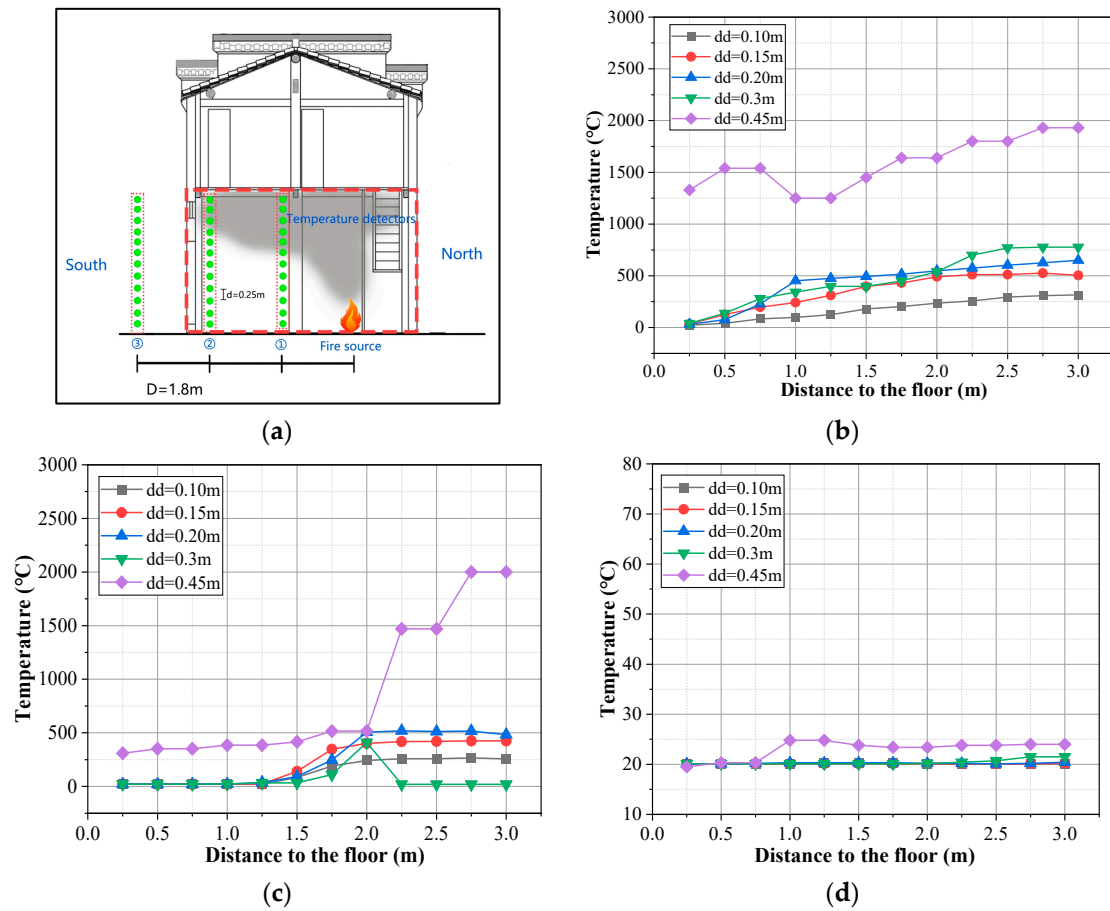 Temperature detectors
South
North
d=0.25m
③
②
①
Fire source
D=1.8m
(a)
3000
2500
2000
1500
1000
500
0
Temperature (°C)
dd=0.10m
dd=0.15m
dd=0.20m
dd=0.3m
dd=0.45m
0.0
0.5
1.0
1.5
2.0
2.5
3.0
Distance to the floor (m)
(b)
3000
2500
2000
1500
1000
500
0
Temperature (°C)
dd=0.10m
dd=0.15m
dd=0.20m
dd=0.3m
dd=0.45m
0.0
0.5
1.0
1.5
2.0
2.5
3.0
Distance to the floor (m)
(c)
80
70
60
50
40
30
20
10
Temperature (°C)
dd=0.10m
dd=0.15m
dd=0.20m
dd=0.3m
dd=0.45m
0.0
0.5
1.0
1.5
2.0
2.5
3.0
Distance to the floor (m)
(d)